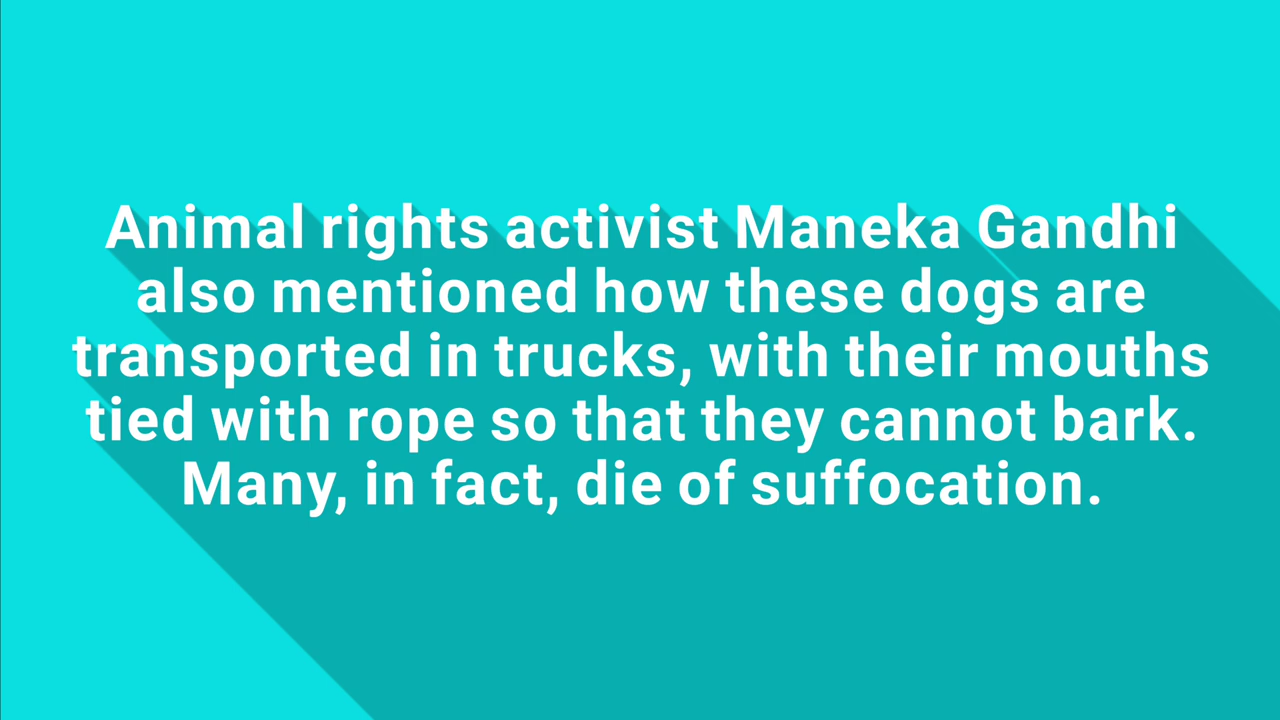 Animal rights activist Maneka Gandhi
also mentioned how these dogs are
transported in trucks, with their mouths
tied with rope so that they cannot bark.
Many, in fact, die of suffocation.